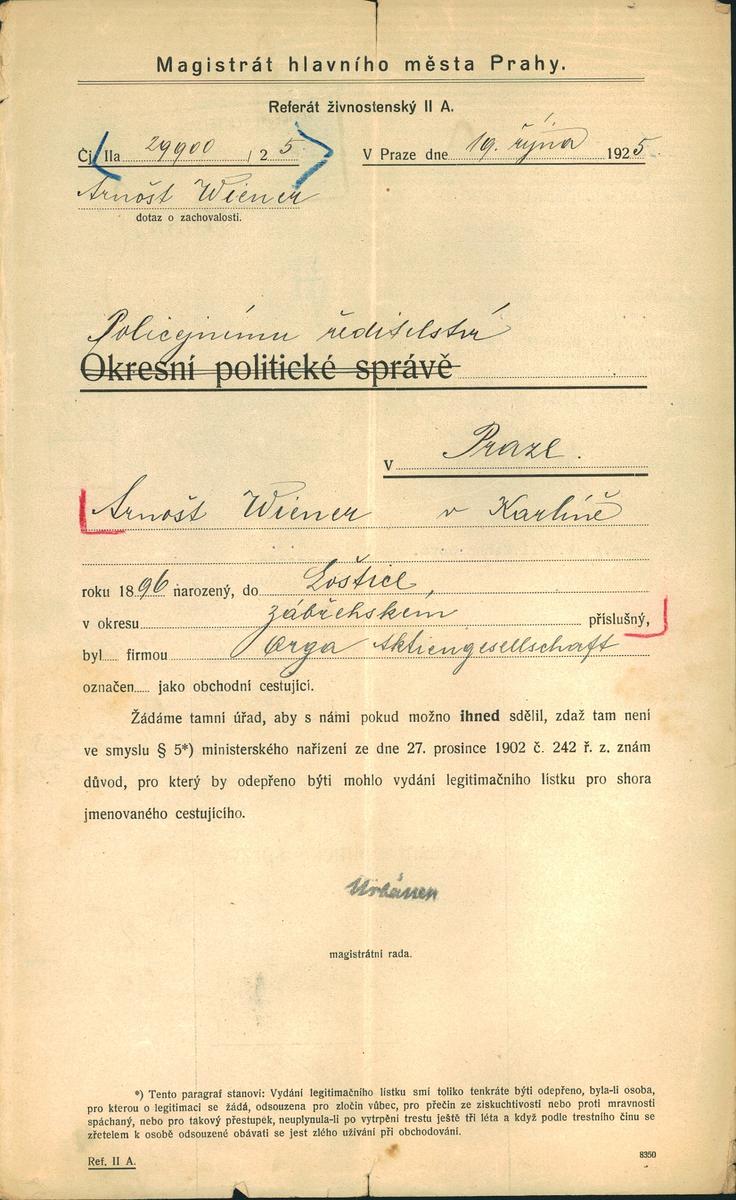 Magistrát hlavního města Prahy.
Referát živnostenský II A.
Čj IIa 29900 / 25 V Praze dne 19. října 1925
Arnošt Wiener
dotaz o zachovalosti.
Policejnímu ředitelství
Okresní politické správě
v Praze.
Arnošt Wiener v Karlíně
roku 1896 narozený, do Loštice,
v okresu zábřehském příslušný,
byl firmou Orga Aktiengesellschaft
označen jako obchodní cestující.
Žádáme tamní úřad, aby s námi pokud možno ihned sdělil, zdaž tam není
ve smyslu § 5*) ministerského nařízení ze dne 27. prosince 1902 č. 242 ř. z. znám
důvod, pro který by odepřeno býti mohlo vydání legitimačního lístku pro shora
jmenovaného cestujícího.
magistrátní rada.
*) Tento paragraf stanoví: Vydání legitimačního lístku smí toliko tenkráte býti odepřeno, byla-li osoba,
pro kterou o legitimaci se žádá, odsouzena pro zločin vůbec, pro přečin ze ziskuchtivosti nebo proti mravnosti
spáchaný, nebo pro takový přestupek, neuplynula-li po vytrpění trestu ještě tři léta a když podle trestního činu se
zřetelem k osobě odsouzené obávati se jest zlého užívání při obchodování.
Ref. II A. 8350